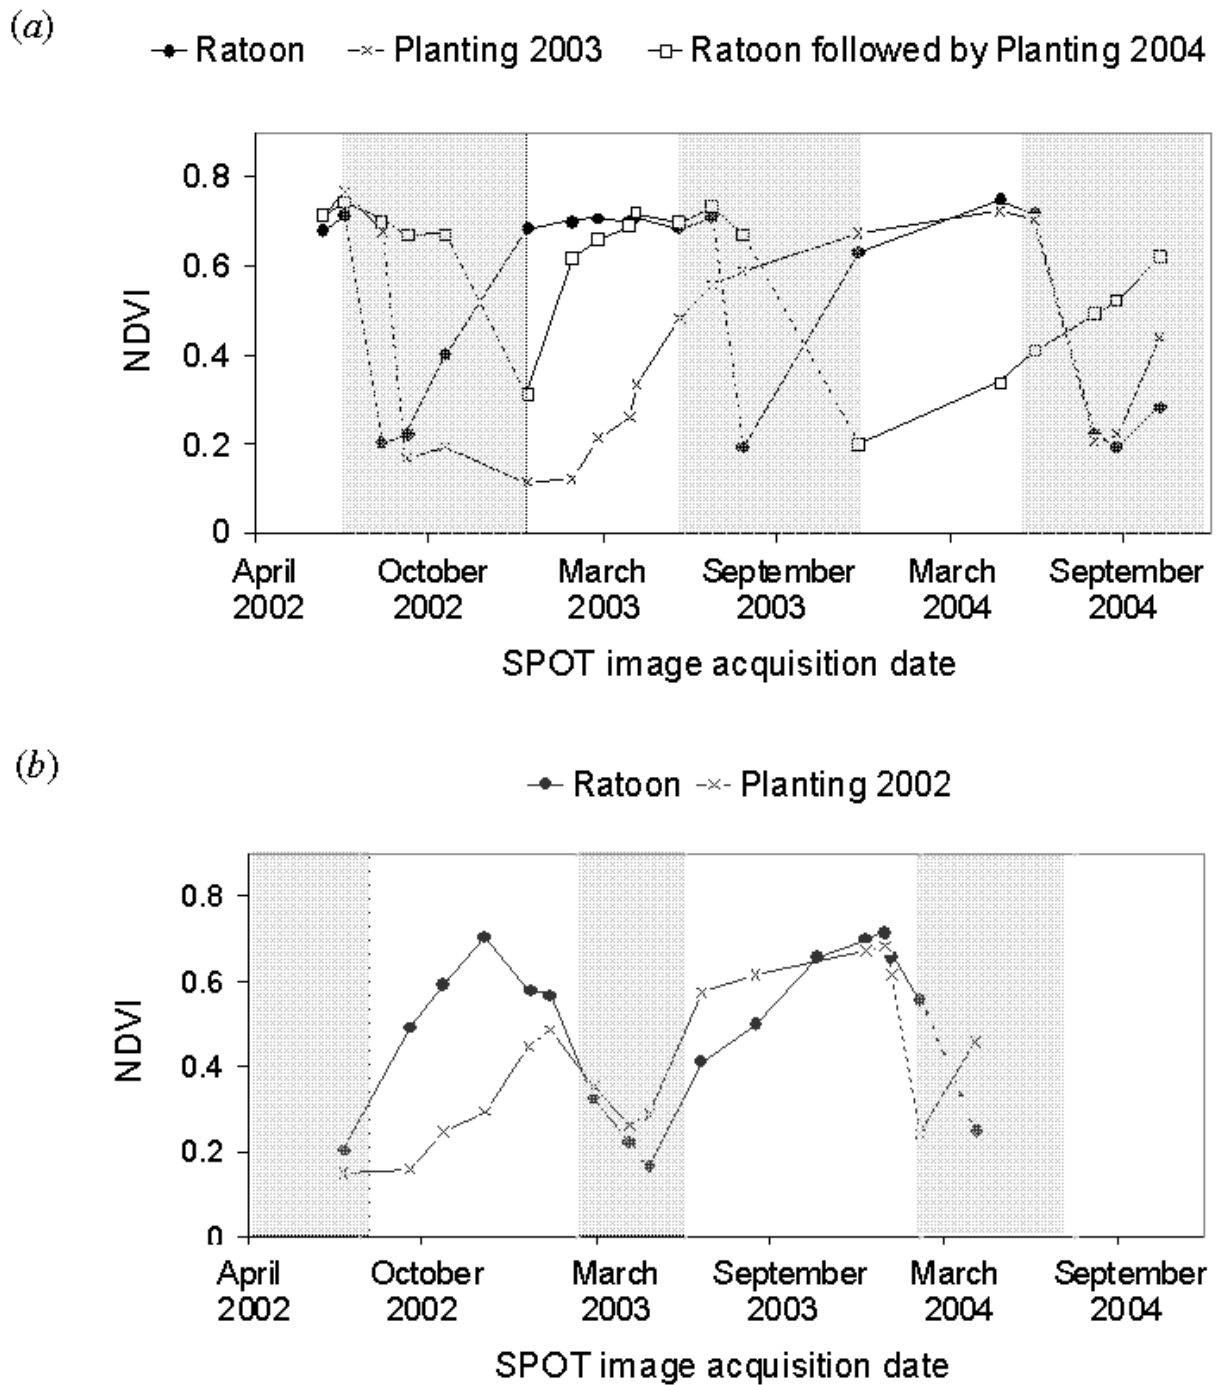 (a)
Ratoon Planting 2003 Ratoon followed by Planting 2004
0.8
0.6
0.4
0.2
0
NDVI
April 2002
October 2002
March 2003
September 2003
March 2004
September 2004
SPOT image acquisition date
(b)
Ratoon Planting 2002
0.8
0.6
0.4
0.2
0
NDVI
April 2002
October 2002
March 2003
September 2003
March 2004
September 2004
SPOT image acquisition date